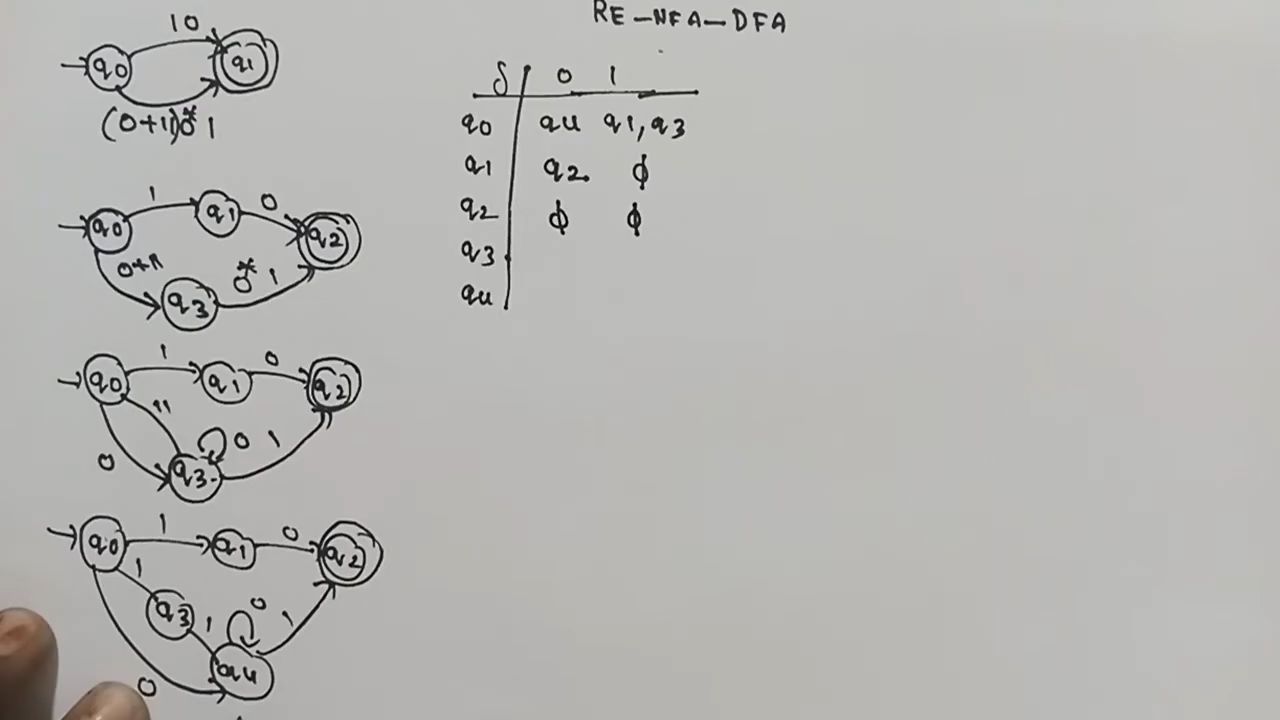 RE-NFA-DFA
10
q0 q1
(0+11)0* 1
1 0
q0 q1 q2
0+11 0* 1
q3
1 0
q0 q1 q2
11
0 0 1
q3
1 0
q0 q1 q2
1
q3 1 0 1
q4
0
δ 0 1
q0 q4 q1, q3
q1 q2 ϕ
q2 ϕ ϕ
q3
q4